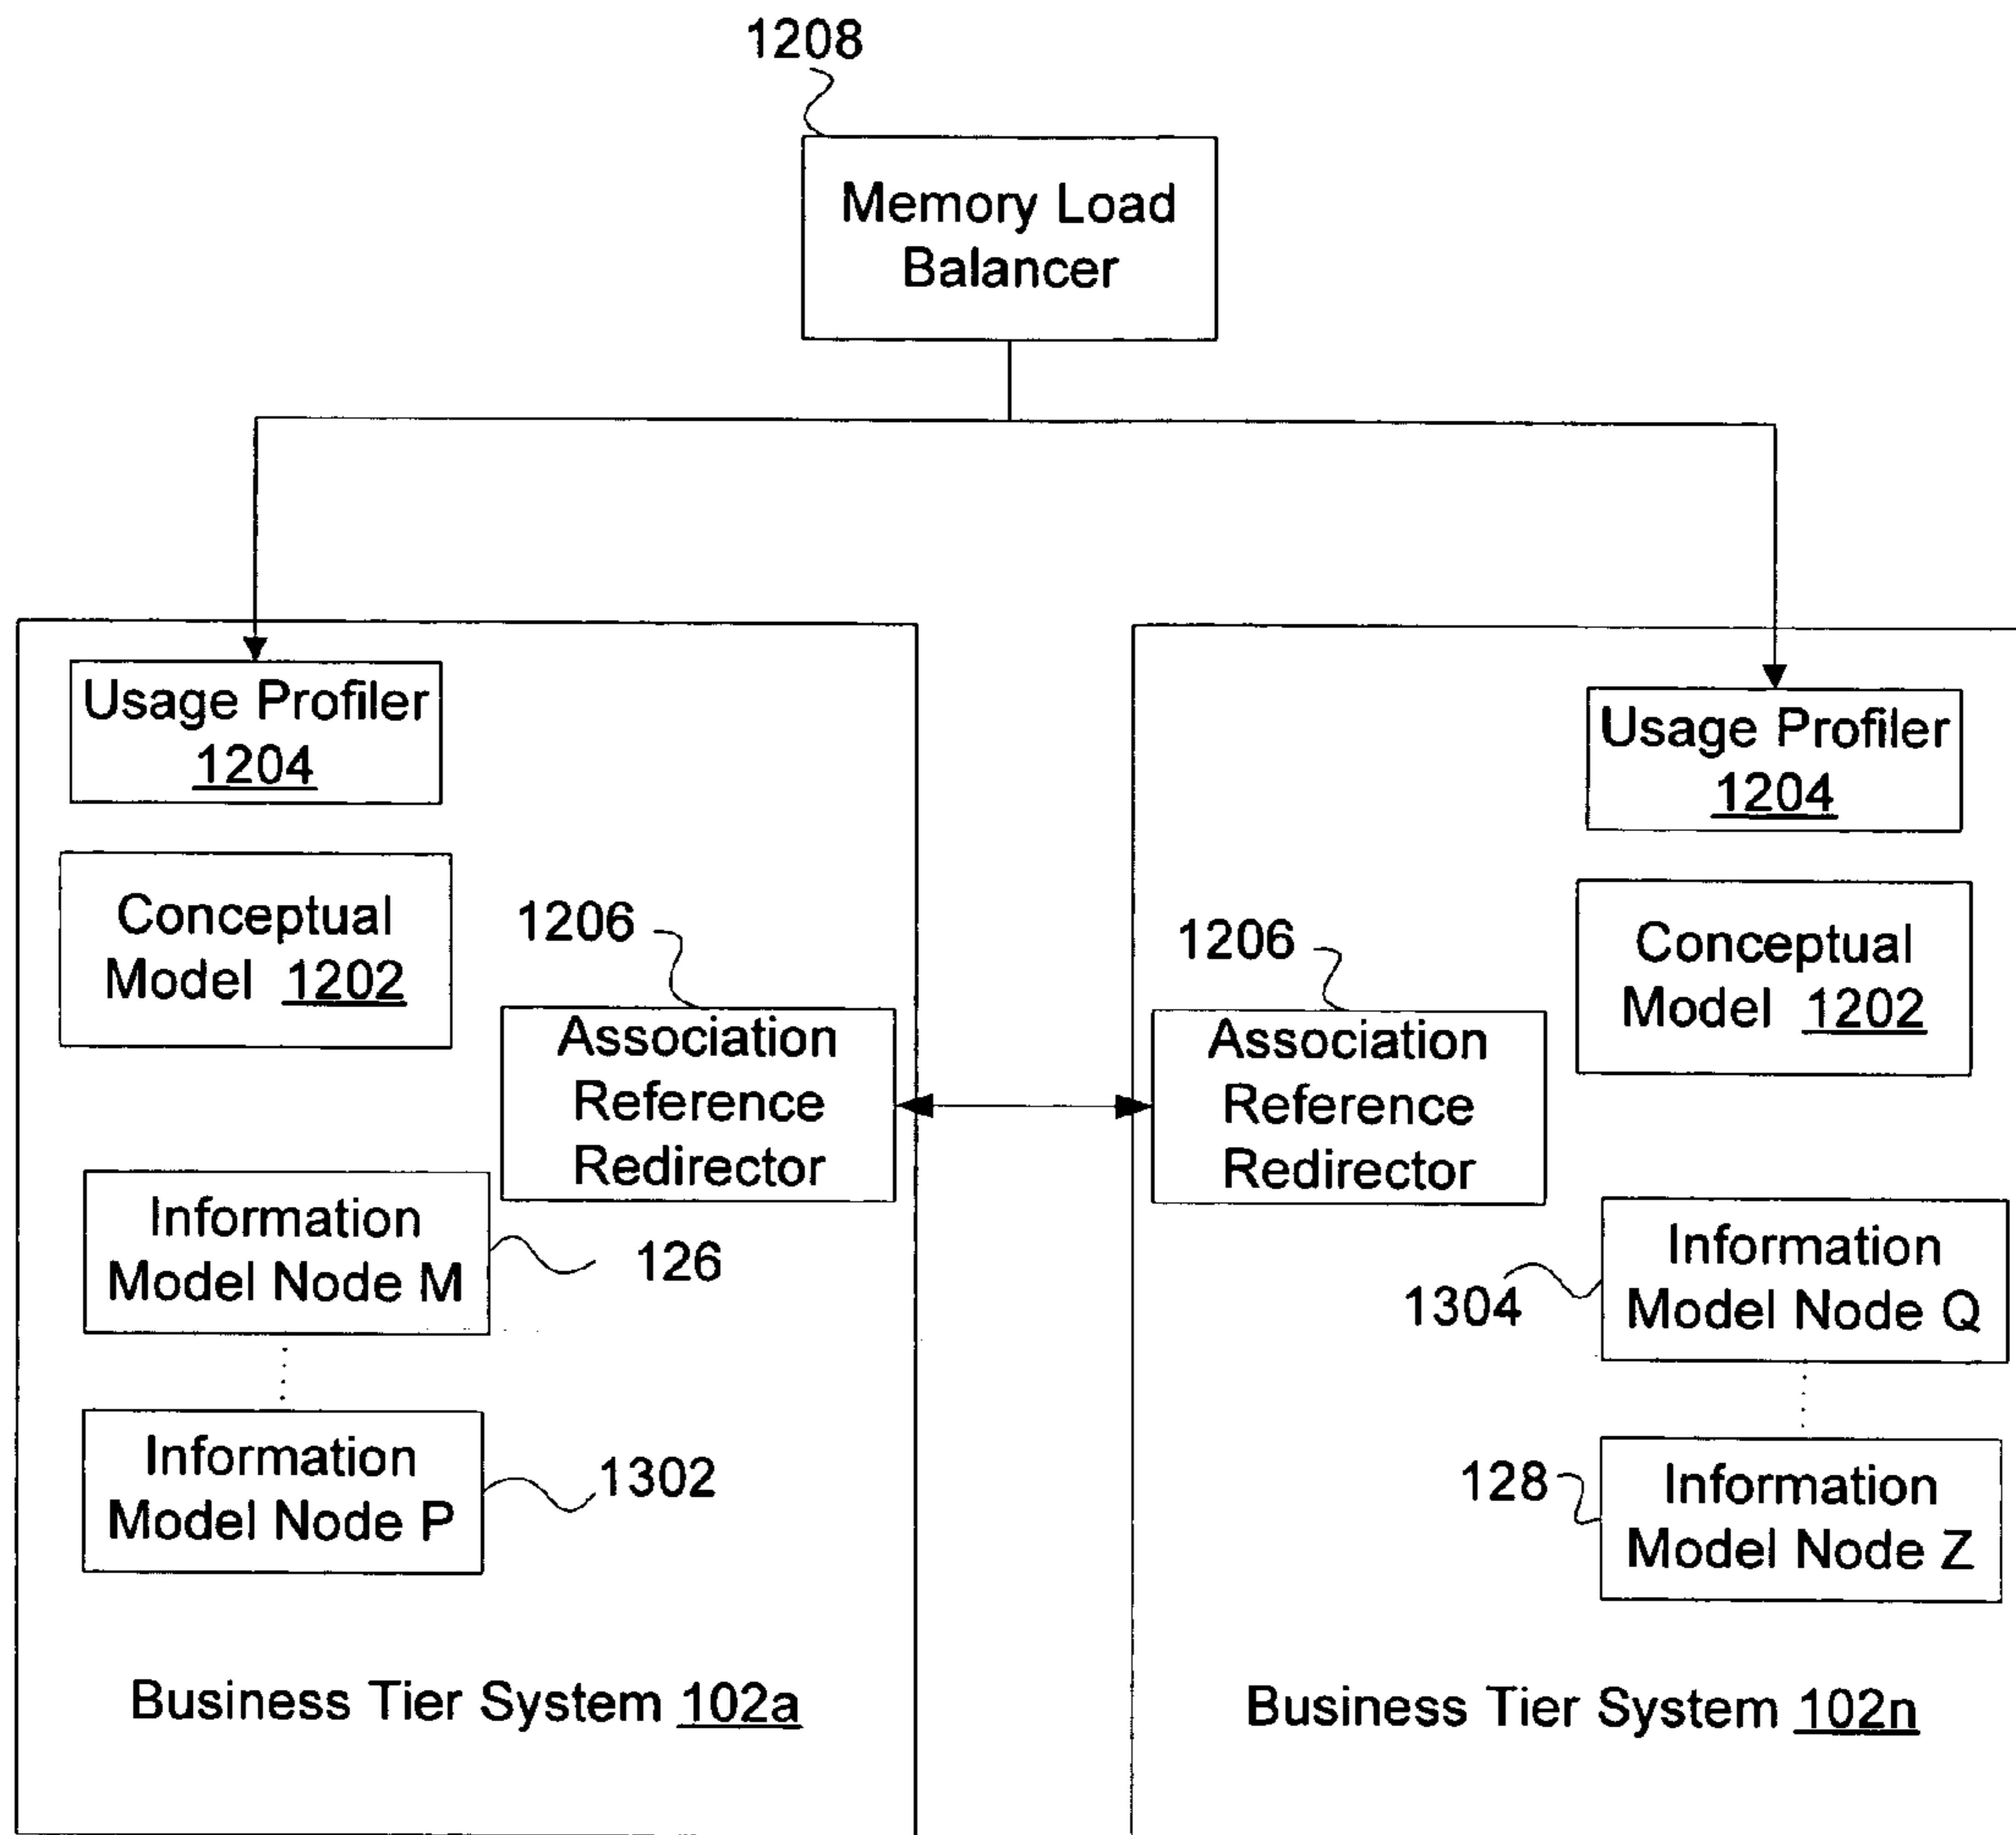 1208
Memory Load
Balancer
Usage Profiler
1204
Conceptual
Model 1202
1206
Association
Reference
Redirector
Information
Model Node M
126
Information
Model Node P
1302
Business Tier System 102a
Usage Profiler
1204
Conceptual
Model 1202
1206
Association
Reference
Redirector
Information
Model Node Q
1304
128
Information
Model Node Z
Business Tier System 102n